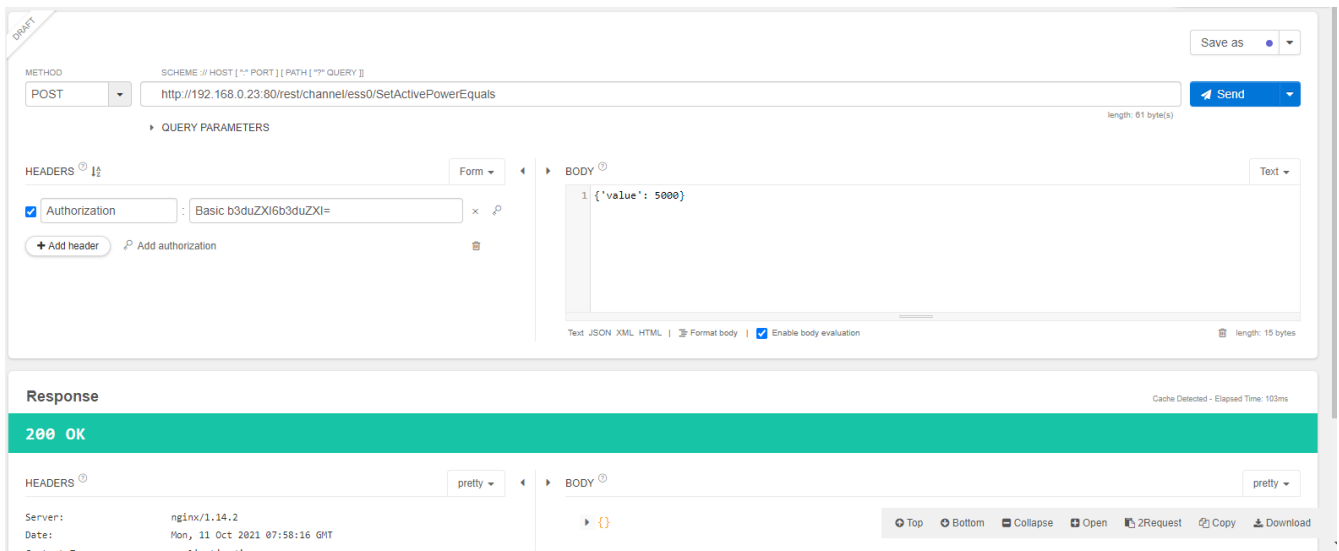 DRAFT
Save as
METHOD
SCHEME :// HOST [ ":" PORT ] [ PATH [ "?" QUERY ]]
POST
http://192.168.0.23:80/rest/channel/ess0/SetActivePowerEquals
Send
length: 61 byte(s)
QUERY PARAMETERS
HEADERS
Form
BODY
Text
Authorization : Basic b3duZXI6b3duZXI=
1 {'value': 5000}
+ Add header
Add authorization
Text JSON XML HTML | Format body | Enable body evaluation
length: 15 bytes
Response
Cache Detected - Elapsed Time: 103ms
200 OK
HEADERS
pretty
BODY
pretty
Server: nginx/1.14.2
{}
Top Bottom Collapse Open 2Request Copy Download
Date: Mon, 11 Oct 2021 07:58:16 GMT